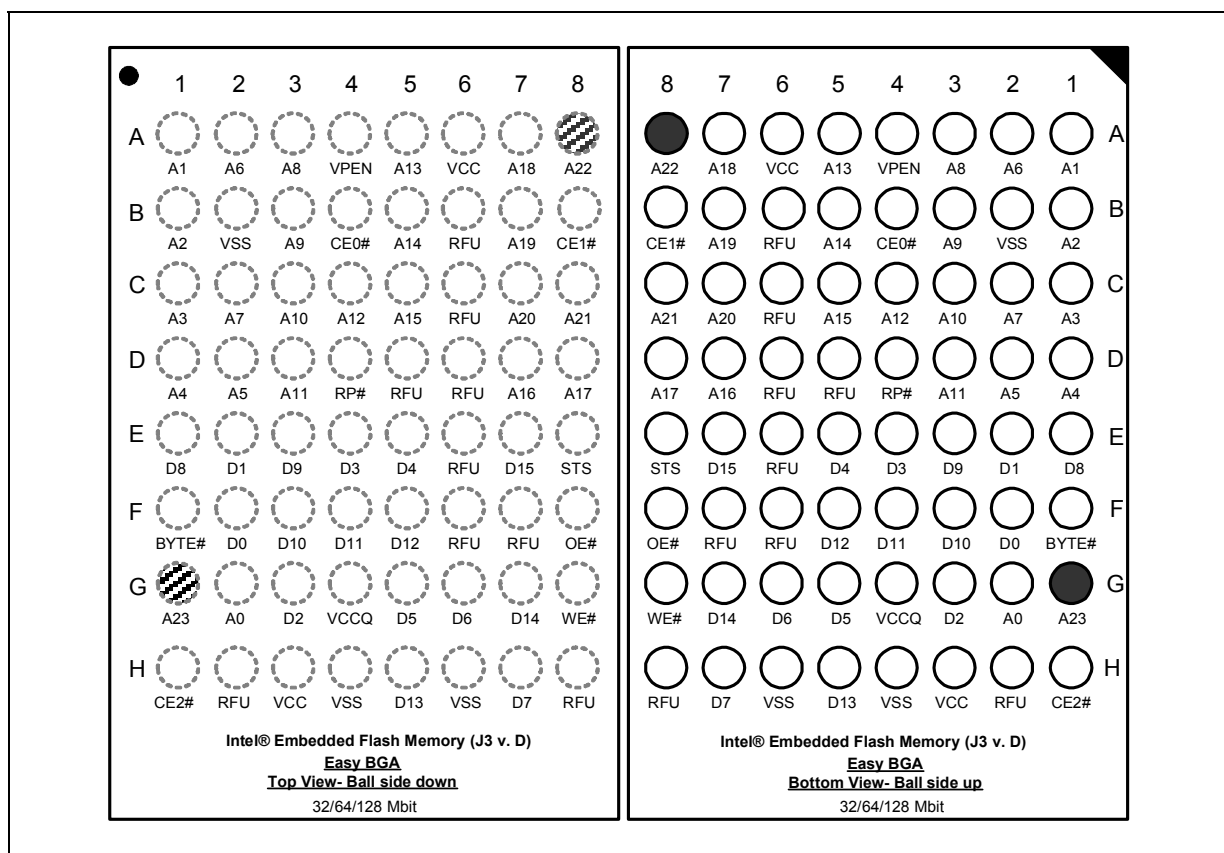 1 2 3 4 5 6 7 8
A
A1 A6 A8 VPEN A13 VCC A18 A22
B
A2 VSS A9 CE0# A14 RFU A19 CE1#
C
A3 A7 A10 A12 A15 RFU A20 A21
D
A4 A5 A11 RP# RFU RFU A16 A17
E
D8 D1 D9 D3 D4 RFU D15 STS
F
BYTE# D0 D10 D11 D12 RFU RFU OE#
G
A23 A0 D2 VCCQ D5 D6 D14 WE#
H
CE2# RFU VCC VSS D13 VSS D7 RFU
Intel® Embedded Flash Memory (J3 v. D)
Easy BGA
Top View- Ball side down
32/64/128 Mbit
8 7 6 5 4 3 2 1
A
A22 A18 VCC A13 VPEN A8 A6 A1
B
CE1# A19 RFU A14 CE0# A9 VSS A2
C
A21 A20 RFU A15 A12 A10 A7 A3
D
A17 A16 RFU RFU RP# A11 A5 A4
E
STS D15 RFU D4 D3 D9 D1 D8
F
OE# RFU RFU D12 D11 D10 D0 BYTE#
G
WE# D14 D6 D5 VCCQ D2 A0 A23
H
RFU D7 VSS D13 VSS VCC RFU CE2#
Intel® Embedded Flash Memory (J3 v. D)
Easy BGA
Bottom View- Ball side up
32/64/128 Mbit